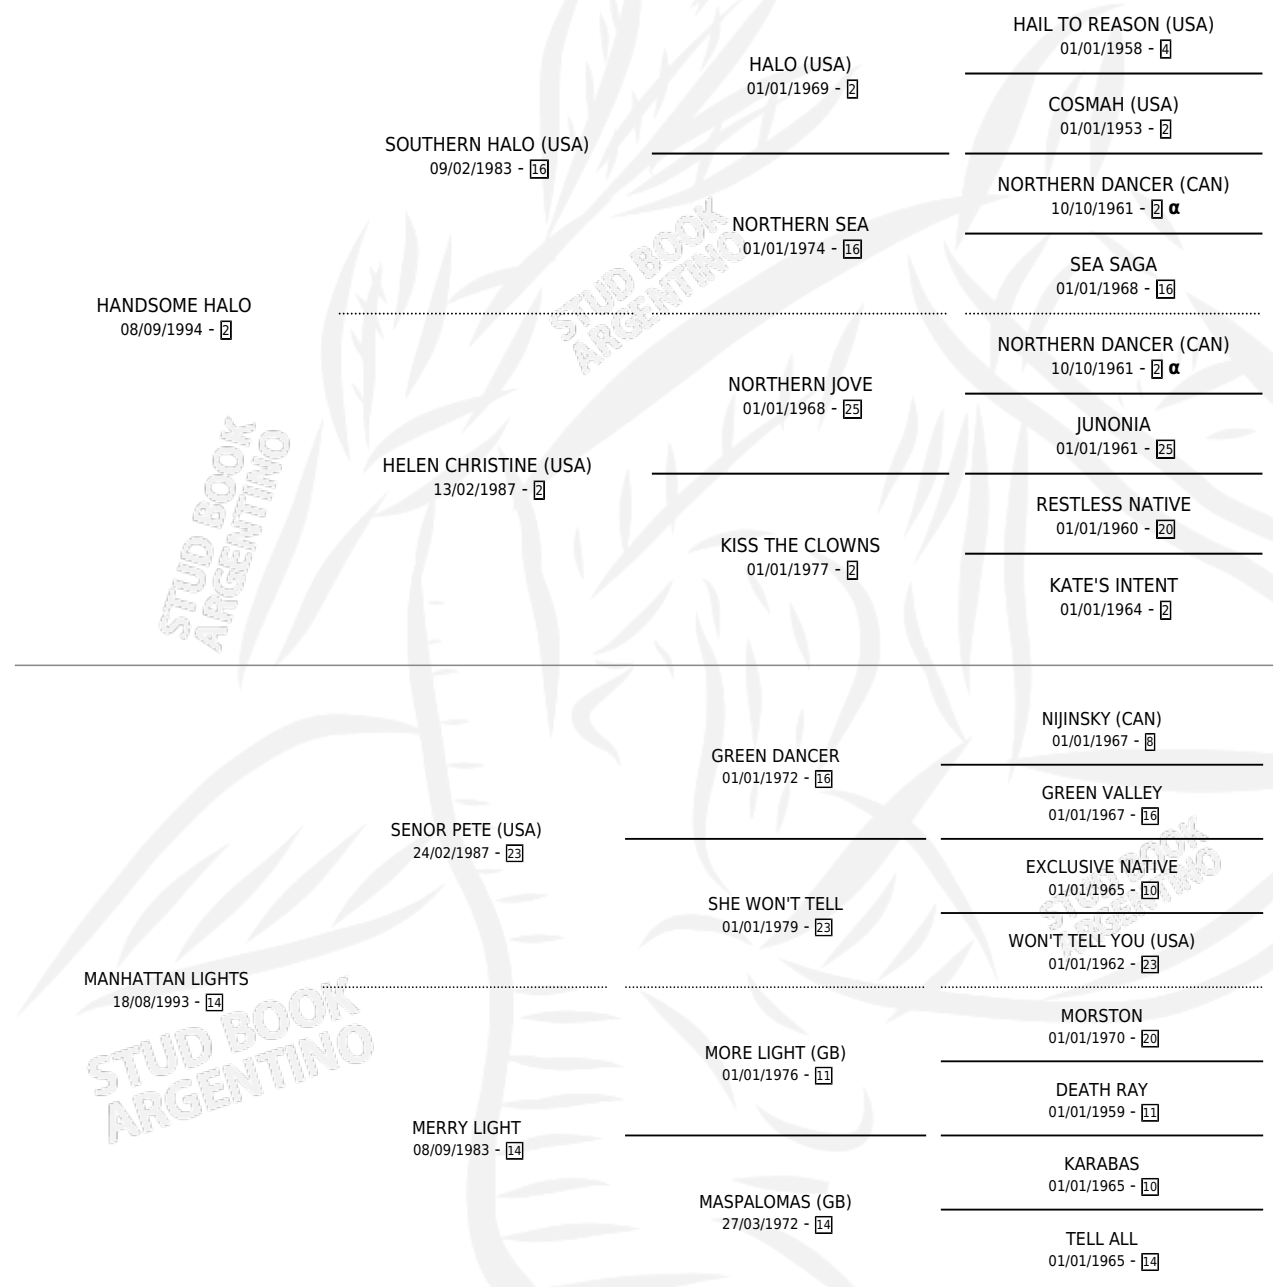 HAIL TO REASON (USA)
01/01/1958 - 4
HALO (USA)
01/01/1969 - 2
COSMAH (USA)
01/01/1953 - 2
SOUTHERN HALO (USA)
09/02/1983 - 16
NORTHERN DANCER (CAN)
10/10/1961 - 2 α
NORTHERN SEA
01/01/1974 - 16
SEA SAGA
01/01/1968 - 16
HANDSOME HALO
08/09/1994 - 2
NORTHERN DANCER (CAN)
10/10/1961 - 2 α
NORTHERN JOVE
01/01/1968 - 25
JUNONIA
01/01/1961 - 25
HELEN CHRISTINE (USA)
13/02/1987 - 2
RESTLESS NATIVE
01/01/1960 - 20
KISS THE CLOWNS
01/01/1977 - 2
KATE'S INTENT
01/01/1964 - 2
NIJINSKY (CAN)
01/01/1967 - 8
GREEN DANCER
01/01/1972 - 16
GREEN VALLEY
01/01/1967 - 16
SENOR PETE (USA)
24/02/1987 - 23
EXCLUSIVE NATIVE
01/01/1965 - 10
SHE WON'T TELL
01/01/1979 - 23
WON'T TELL YOU (USA)
01/01/1962 - 23
MANHATTAN LIGHTS
18/08/1993 - 14
MORSTON
01/01/1970 - 20
MORE LIGHT (GB)
01/01/1976 - 11
DEATH RAY
01/01/1959 - 11
MERRY LIGHT
08/09/1983 - 14
KARABAS
01/01/1965 - 10
MASPALOMAS (GB)
27/03/1972 - 14
TELL ALL
01/01/1965 - 14
STUD BOOK
ARGENTINO
STUD BOOK
ARGENTINO
STUD BOOK
ARGENTINO
STUD BOOK
ARGENTINO